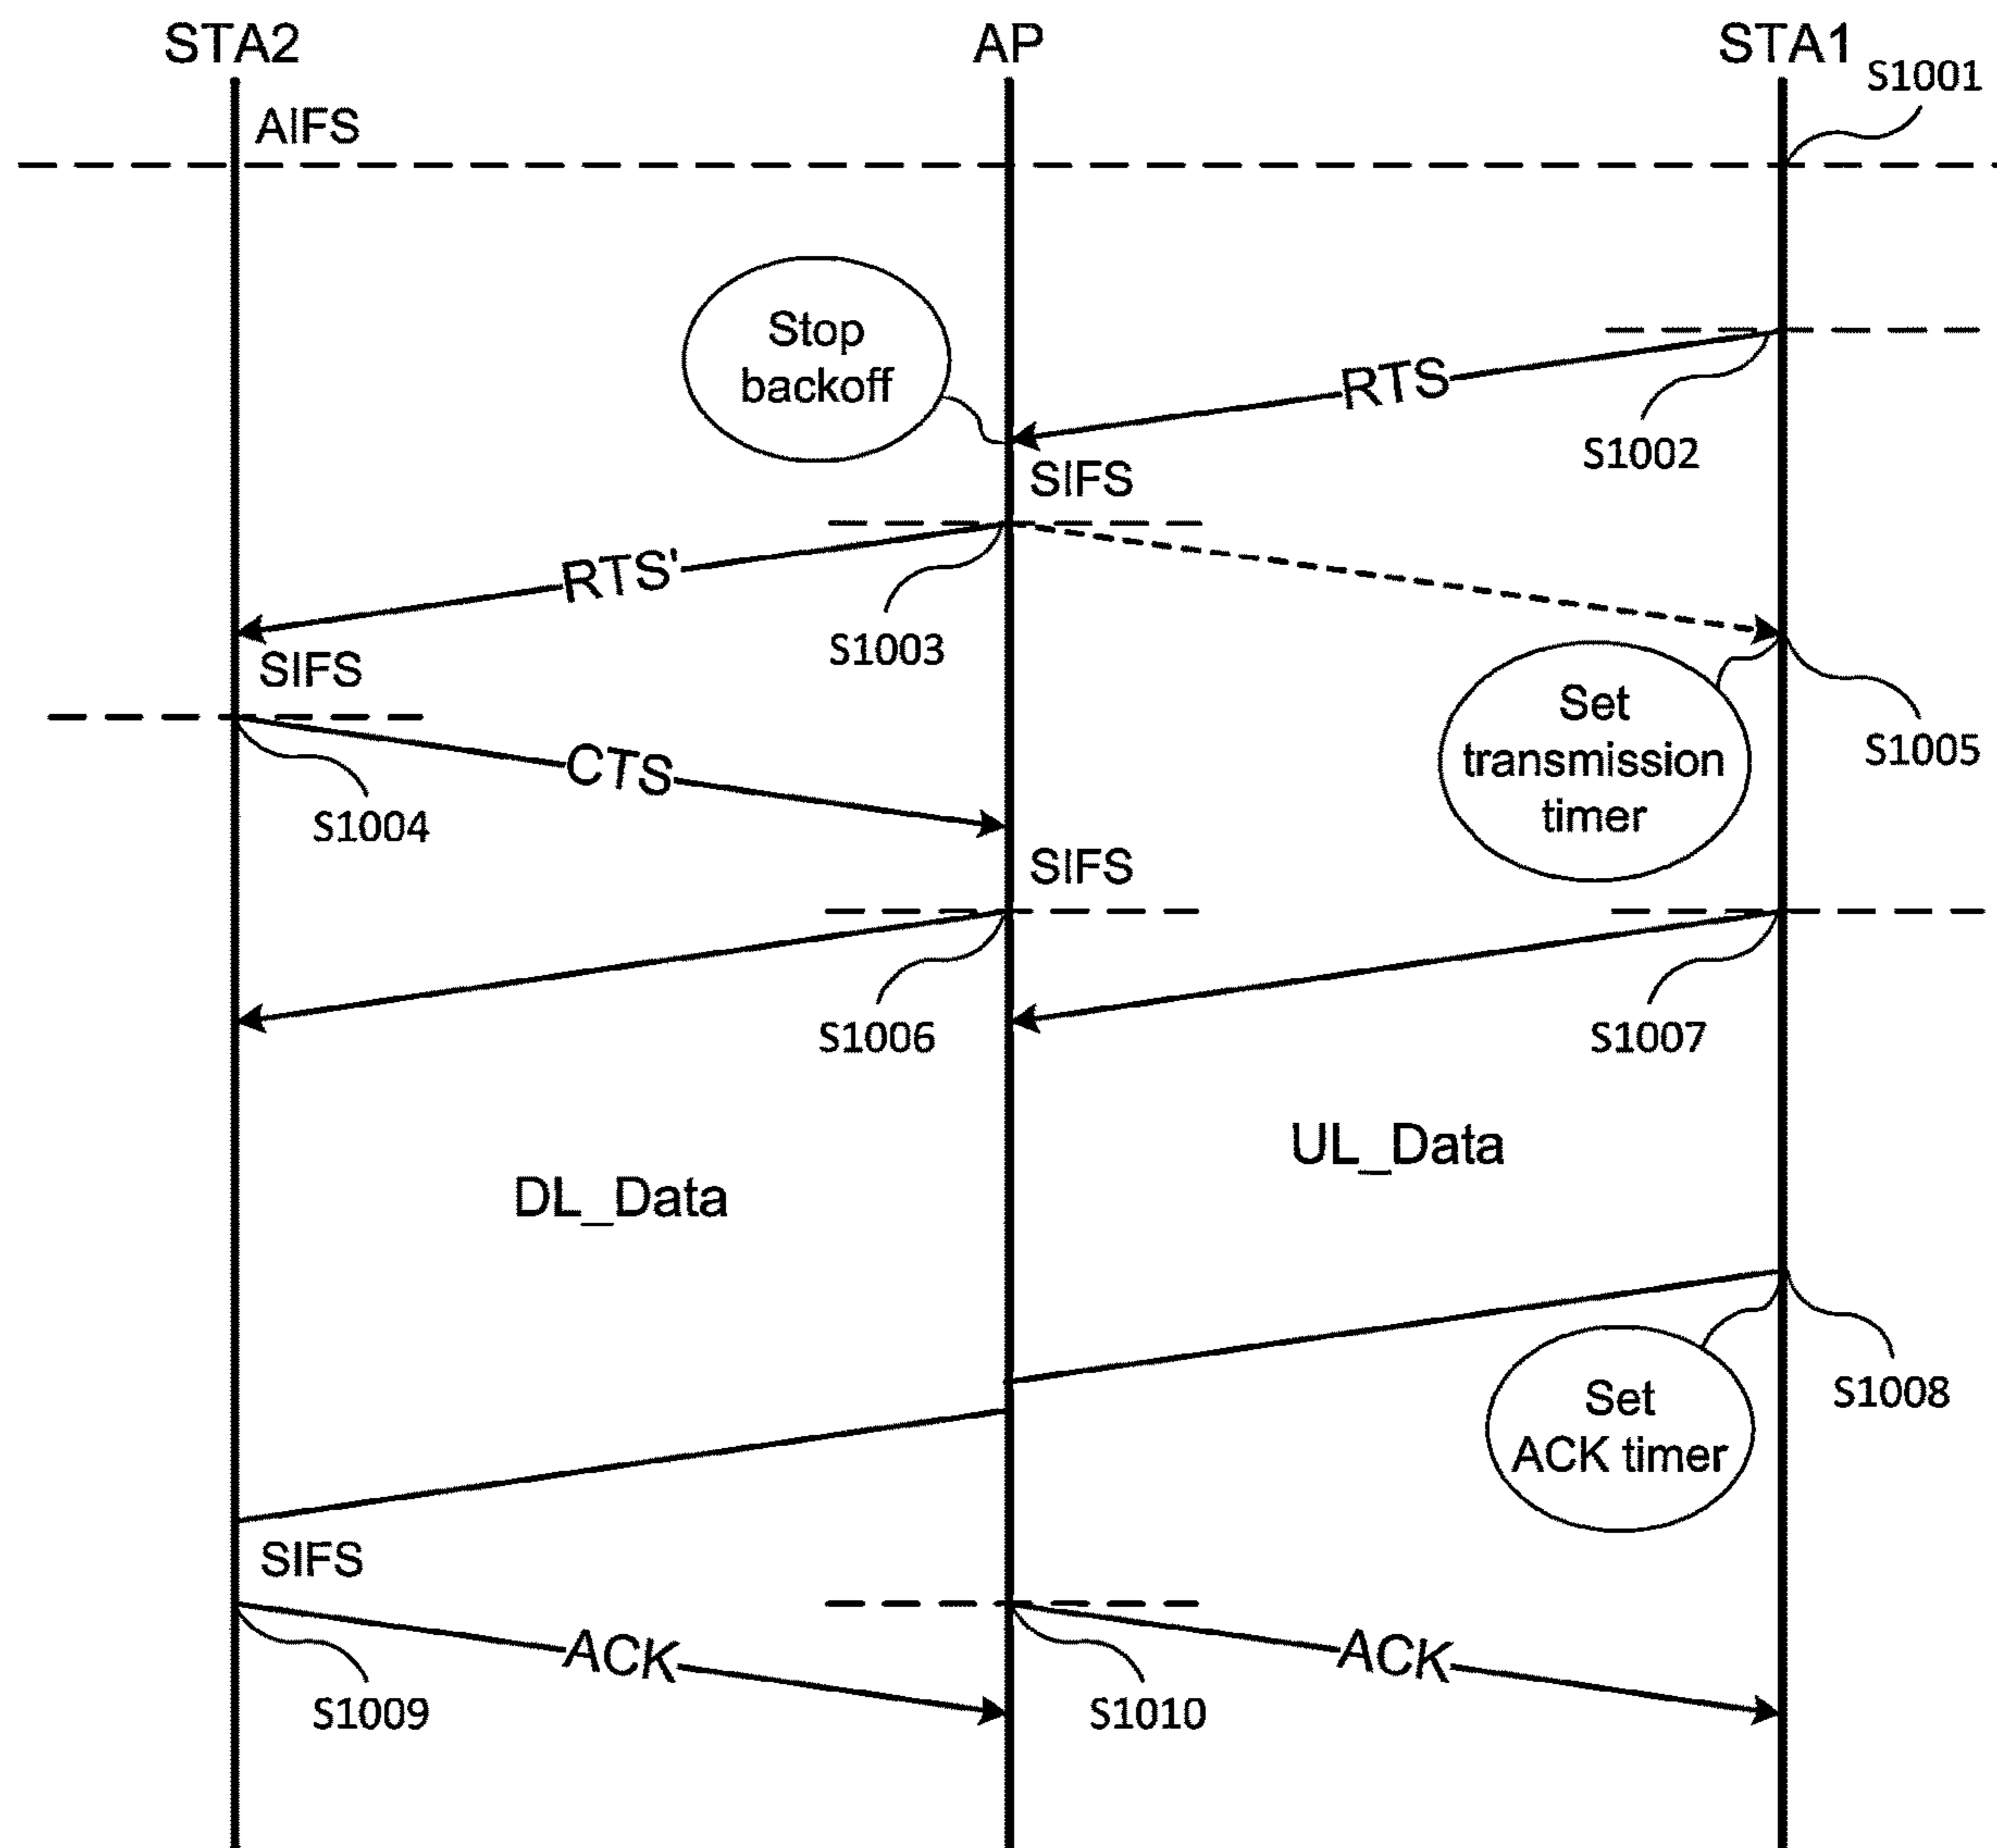 STA2
AP
STA1
S1001
AIFS
Stop
backoff
RTS
S1002
SIFS
RTS'
S1003
SIFS
Set
transmission
timer
S1005
CTS
S1004
SIFS
S1006
S1007
UL_Data
DL_Data
Set
ACK timer
S1008
SIFS
ACK
ACK
S1009
S1010